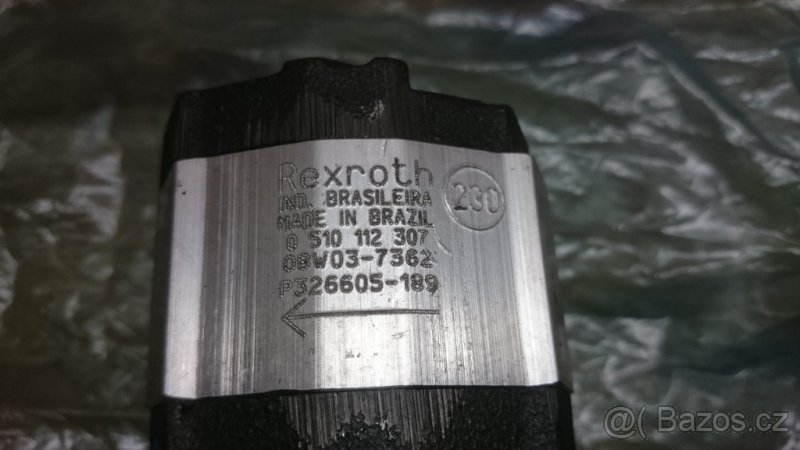 Rexroth
230
IND. BRASILEIRA
MADE IN BRAZIL
0 510 112 307
08W03-7362
P326605-189
@ Bazos.cz